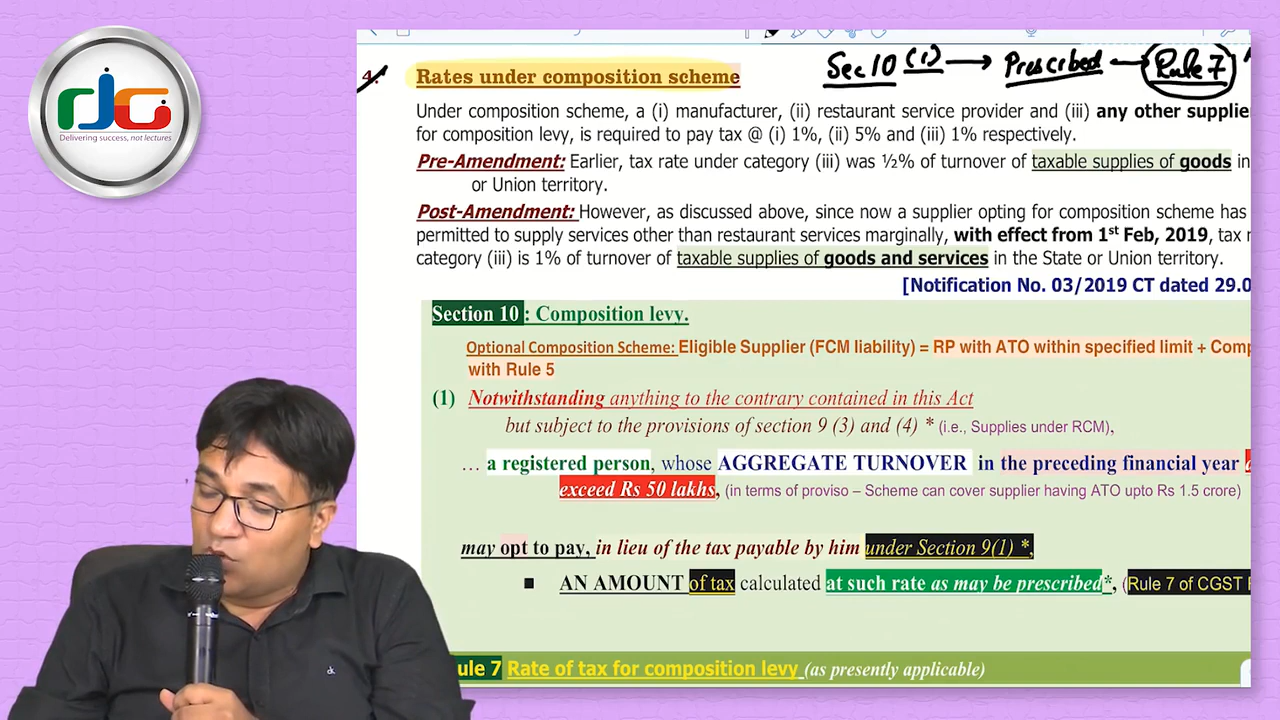 Delivering success, not lectures
Sec 10 (1) → Prescribed → Rule 7
4. Rates under composition scheme
Under composition scheme, a (i) manufacturer, (ii) restaurant service provider and (iii) any other supplie
for composition levy, is required to pay tax @ (i) 1%, (ii) 5% and (iii) 1% respectively.
Pre-Amendment: Earlier, tax rate under category (iii) was ½% of turnover of taxable supplies of goods in
or Union territory.
Post-Amendment: However, as discussed above, since now a supplier opting for composition scheme has
permitted to supply services other than restaurant services marginally, with effect from 1st Feb, 2019, tax r
category (iii) is 1% of turnover of taxable supplies of goods and services in the State or Union territory.
[Notification No. 03/2019 CT dated 29.0
Section 10 : Composition levy.
Optional Composition Scheme: Eligible Supplier (FCM liability) = RP with ATO within specified limit + Comp
with Rule 5
(1) Notwithstanding anything to the contrary contained in this Act
but subject to the provisions of section 9 (3) and (4) * (i.e., Supplies under RCM),
… a registered person, whose AGGREGATE TURNOVER in the preceding financial year
exceed Rs 50 lakhs, (in terms of proviso – Scheme can cover supplier having ATO upto Rs 1.5 crore)
may opt to pay, in lieu of the tax payable by him under Section 9(1) *,
■ AN AMOUNT of tax calculated at such rate as may be prescribed*, (Rule 7 of CGST
ule 7 Rate of tax for composition levy (as presently applicable)